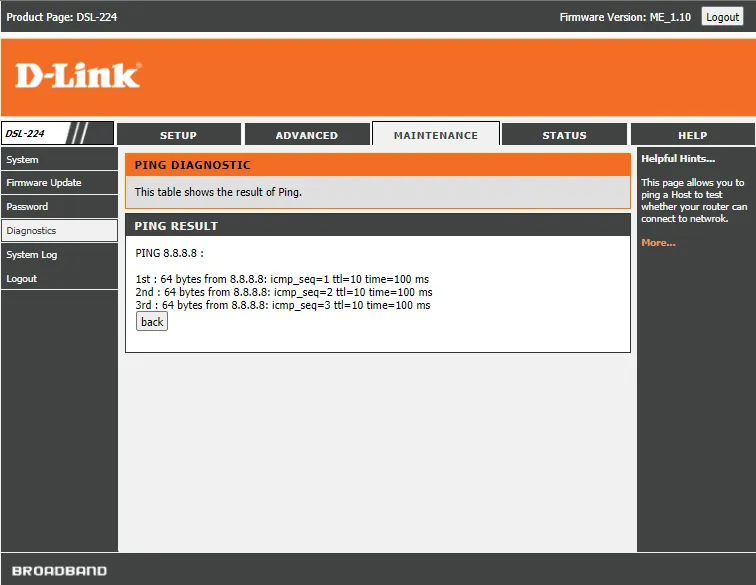 Product Page: DSL-224
Firmware Version: ME_1.10
Logout
D-Link
DSL-224
SETUP
ADVANCED
MAINTENANCE
STATUS
HELP
System
Firmware Update
Password
Diagnostics
System Log
Logout
PING DIAGNOSTIC
This table shows the result of Ping.
PING RESULT
PING 8.8.8.8 :
1st : 64 bytes from 8.8.8.8: icmp_seq=1 ttl=10 time=100 ms
2nd : 64 bytes from 8.8.8.8: icmp_seq=2 ttl=10 time=100 ms
3rd : 64 bytes from 8.8.8.8: icmp_seq=3 ttl=10 time=100 ms
back
Helpful Hints...
This page allows you to
ping a Host to test
whether your router can
connect to netwrok.
More...
BROADBAND